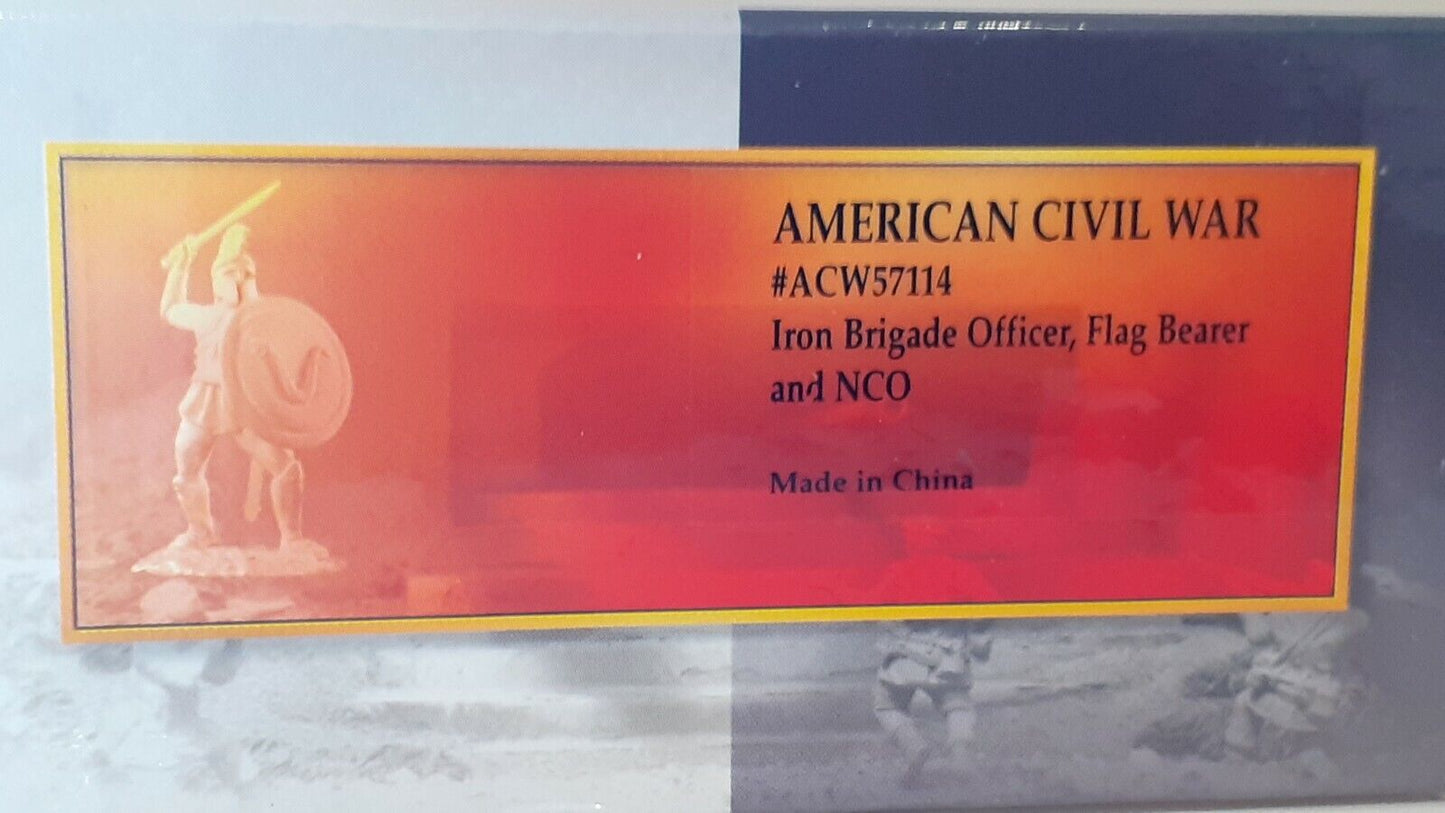 AMERICAN CIVIL WAR
#ACW57114
Iron Brigade Officer, Flag Bearer
and NCO
Made in China